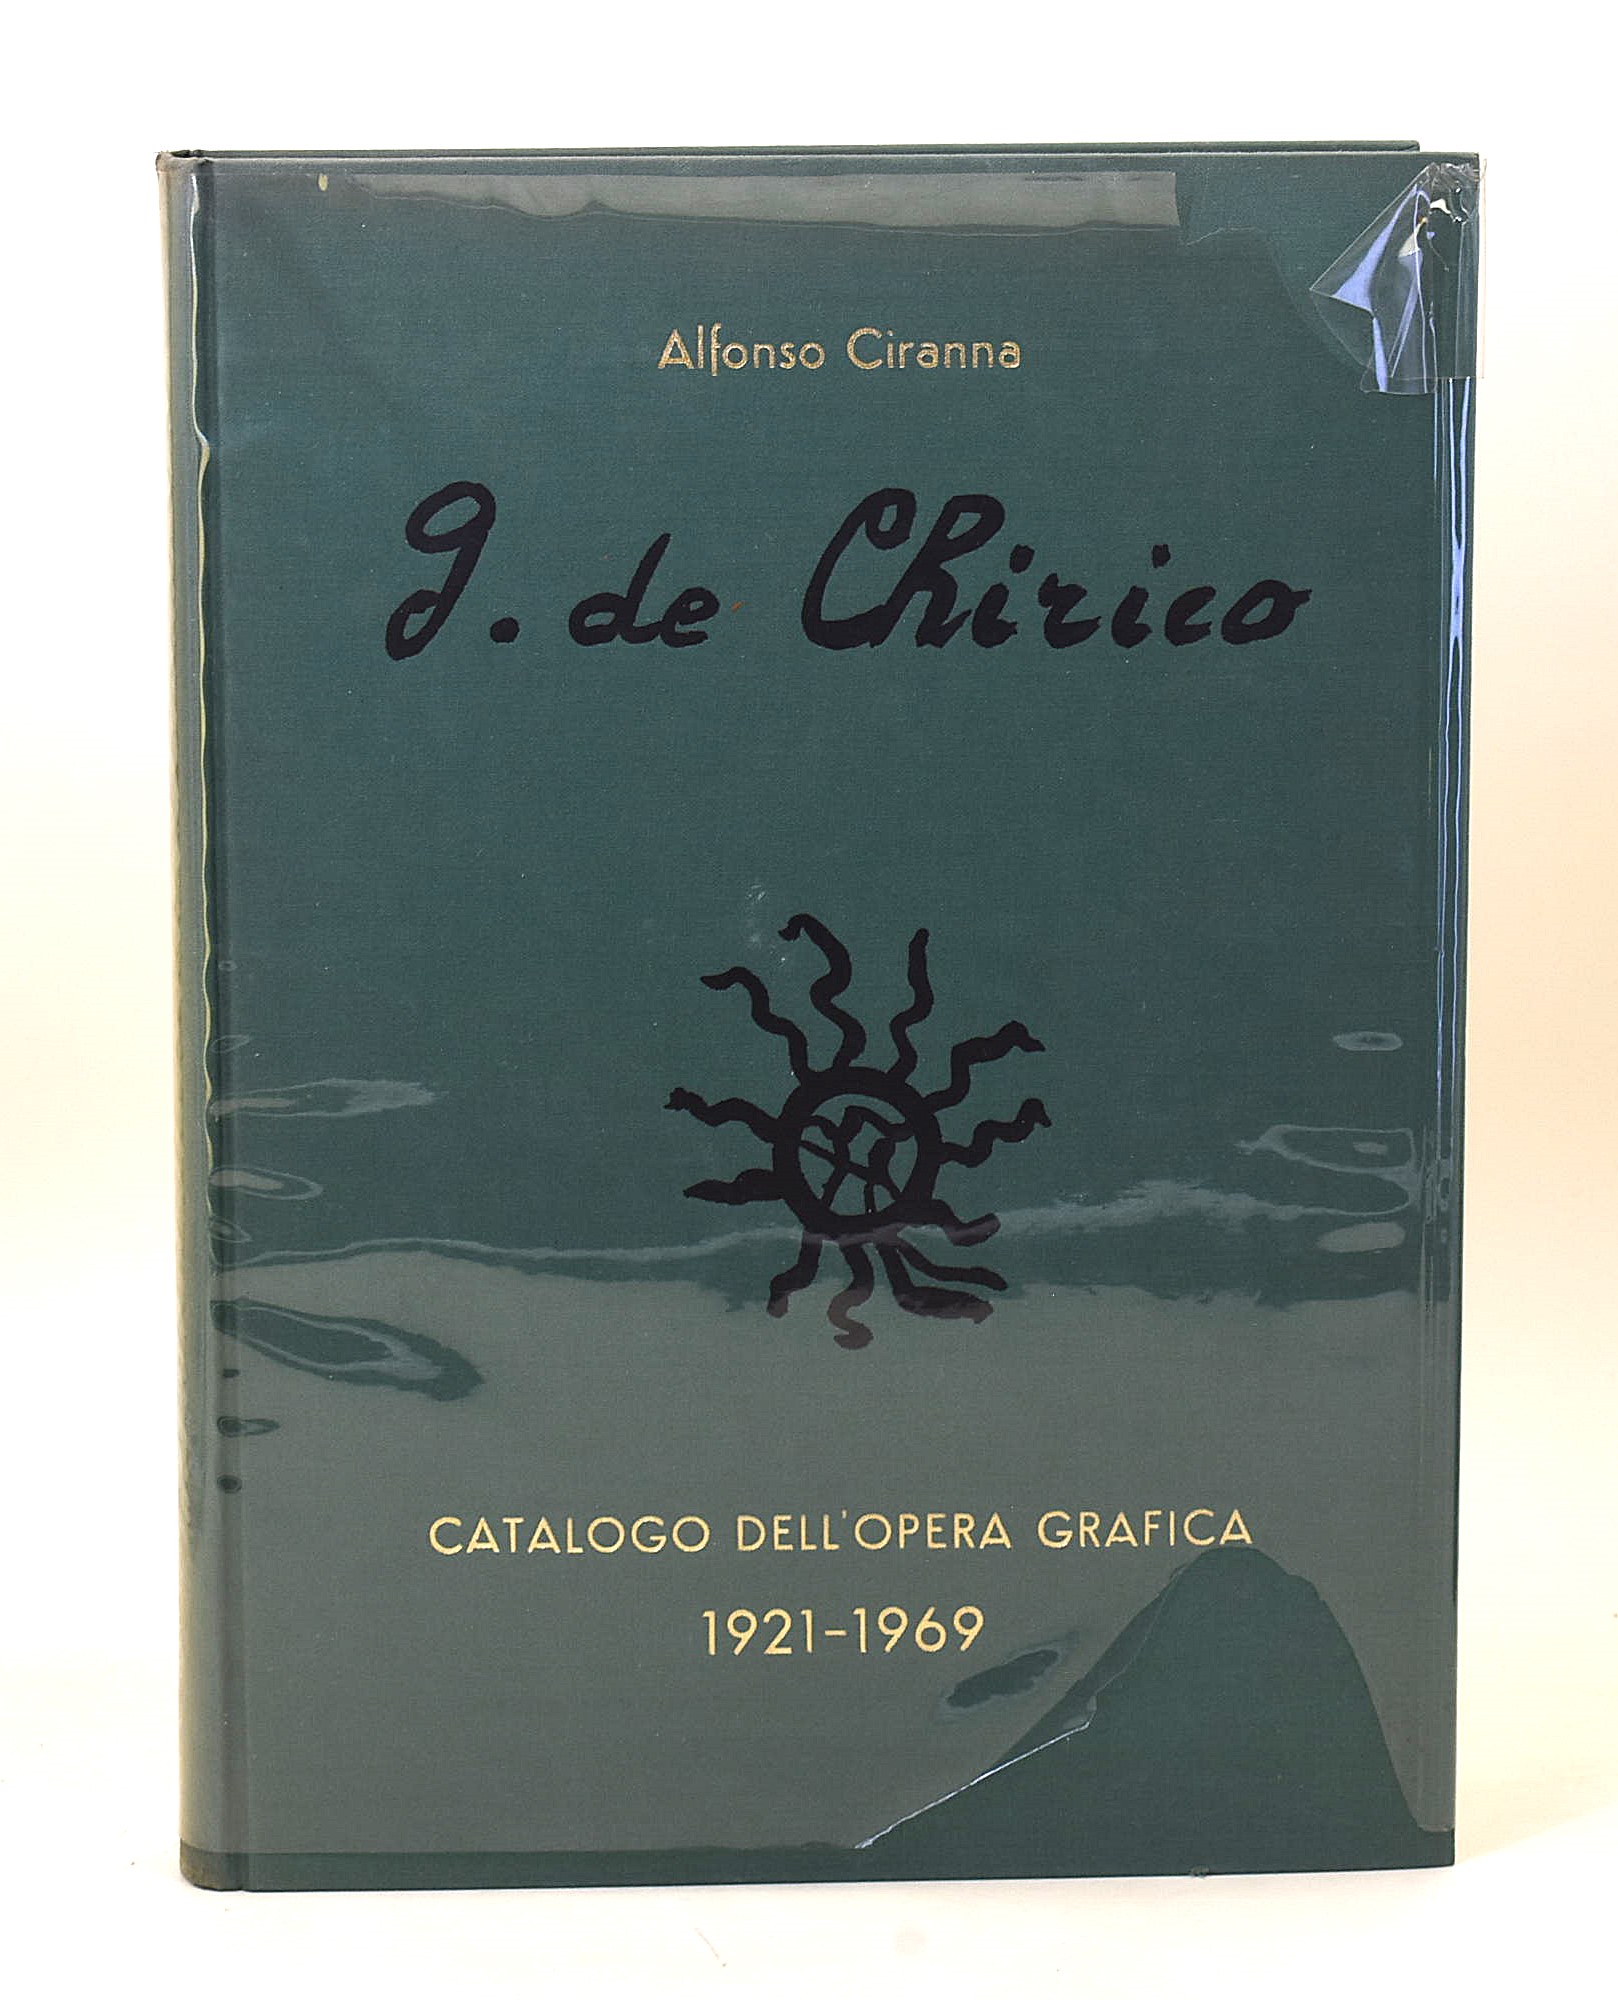 Alfonso Ciranna
g. de Chirico
CATALOGO DELL'OPERA GRAFICA
1921-1969